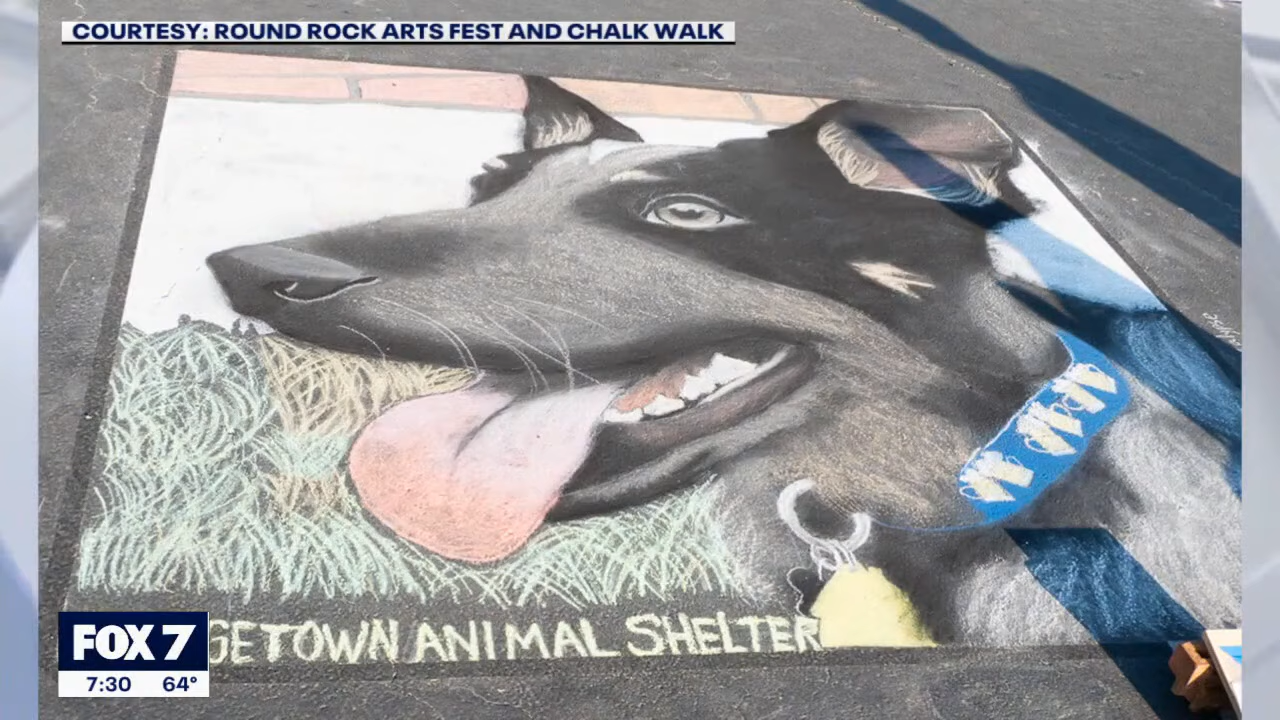 COURTESY: ROUND ROCK ARTS FEST AND CHALK WALK
GETOWN ANIMAL SHELTER
FOX 7
7:30 64°